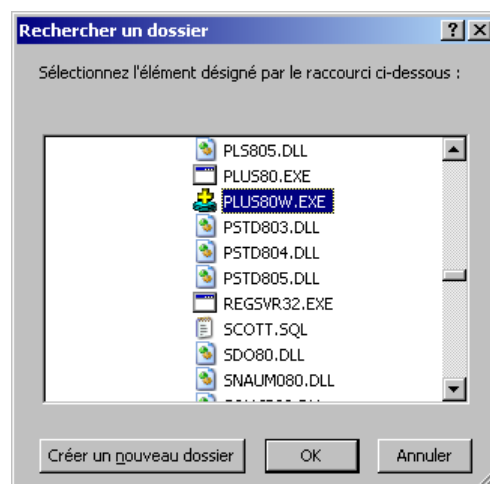 Rechercher un dossier
Sélectionnez l'élément désigné par le raccourci ci-dessous :
PLS805.DLL
PLUS80.EXE
PLUS80W.EXE
PSTD803.DLL
PSTD804.DLL
PSTD805.DLL
REGSVR32.EXE
SCOTT.SQL
SDO80.DLL
SNAUM080.DLL
Créer un nouveau dossier OK Annuler